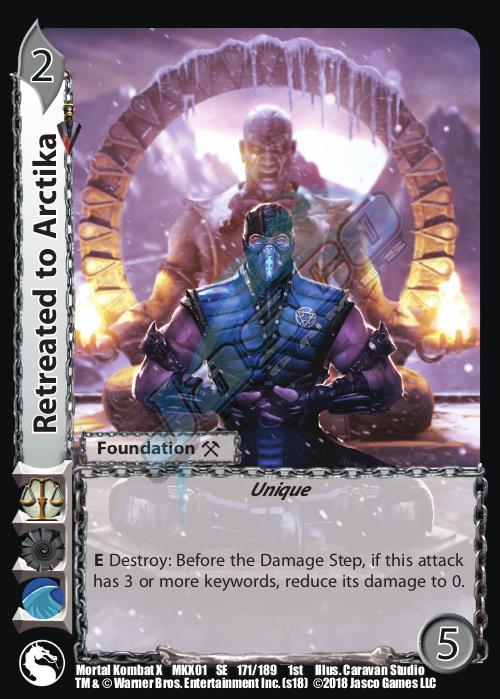 2
Retreated to Arctika
Foundation
Unique
E Destroy: Before the Damage Step, if this attack
has 3 or more keywords, reduce its damage to 0.
5
Mortal Kombat X MKX01 SE 171/189 1st Illus. Caravan Studio
TM & © Warner Bros. Entertainment Inc. (s18) ©2018 Jasco Games LLC